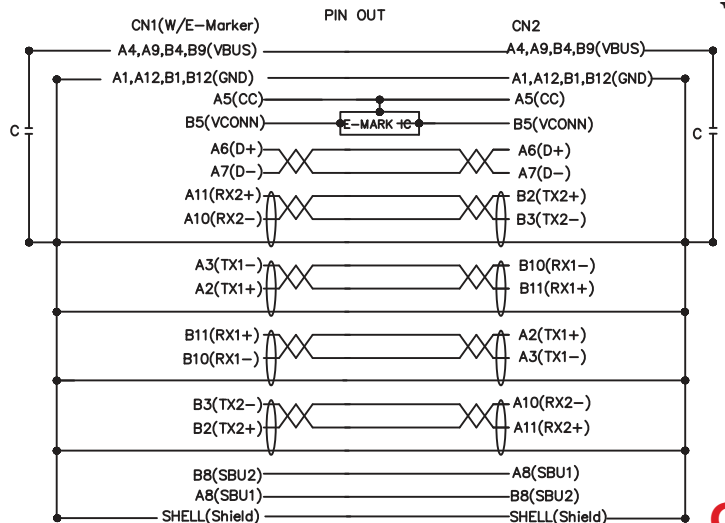 PIN OUT
CN1(W/E-Marker) CN2
A4,A9,B4,B9(VBUS) A4,A9,B4,B9(VBUS)
A1,A12,B1,B12(GND) A1,A12,B1,B12(GND)
A5(CC) A5(CC)
B5(VCONN) E-MARK IC B5(VCONN)
C C
A6(D+) A6(D+)
A7(D-) A7(D-)
A11(RX2+) B2(TX2+)
A10(RX2-) B3(TX2-)
A3(TX1-) B10(RX1-)
A2(TX1+) B11(RX1+)
B11(RX1+) A2(TX1+)
B10(RX1-) A3(TX1-)
B3(TX2-) A10(RX2-)
B2(TX2+) A11(RX2+)
B8(SBU2) A8(SBU1)
A8(SBU1) B8(SBU2)
SHELL(Shield) SHELL(Shield)